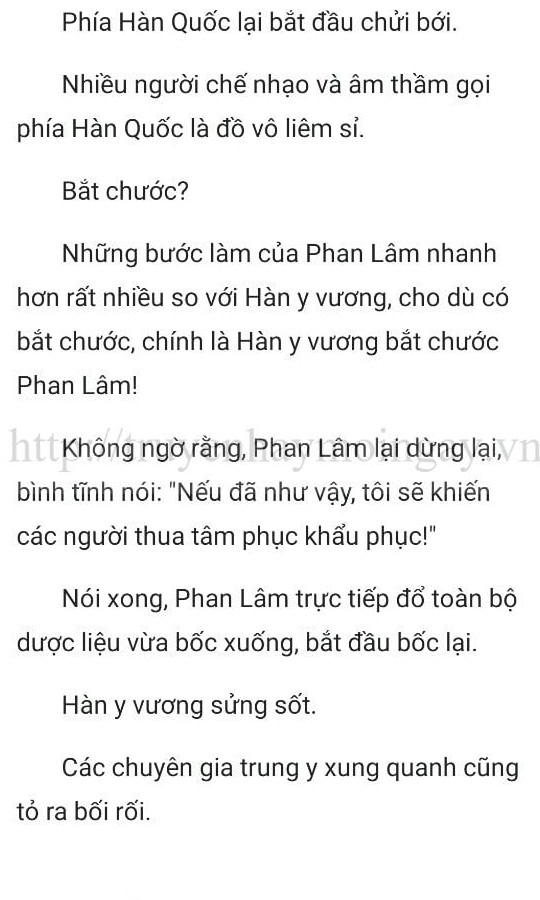 Phía Hàn Quốc lại bắt đầu chửi bới.
Nhiều người chế nhạo và âm thầm gọi
phía Hàn Quốc là đồ vô liêm sỉ.
Bắt chước?
Những bước làm của Phan Lâm nhanh
hơn rất nhiều so với Hàn y vương, cho dù có
bắt chước, chính là Hàn y vương bắt chước
Phan Lâm!
http://truyenhaymoingay.vn
Không ngờ rằng, Phan Lâm lại dừng lại,
bình tĩnh nói: "Nếu đã như vậy, tôi sẽ khiến
các người thua tâm phục khẩu phục!"
Nói xong, Phan Lâm trực tiếp đổ toàn bộ
dược liệu vừa bốc xuống, bắt đầu bốc lại.
Hàn y vương sửng sốt.
Các chuyên gia trung y xung quanh cũng
tỏ ra bối rối.